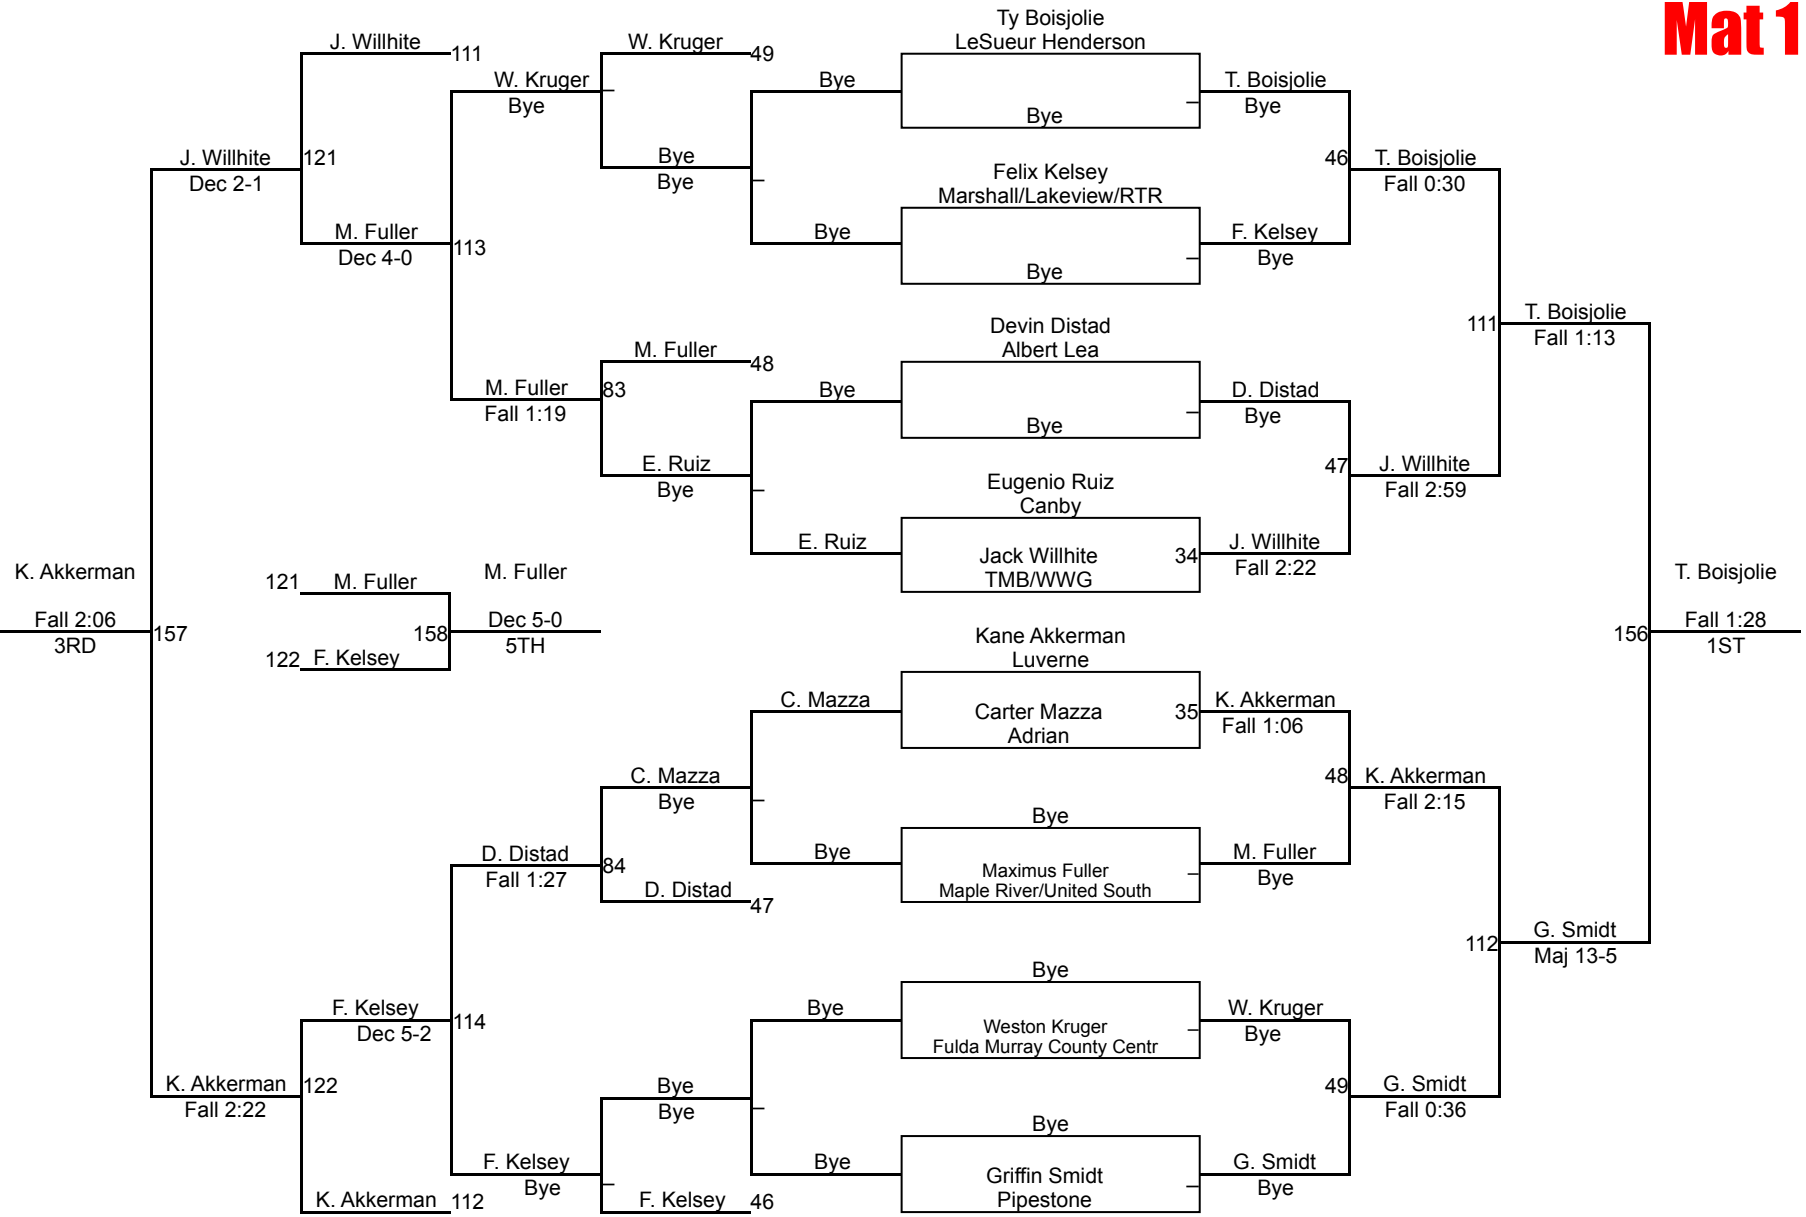 Mat 1
Ty Boisjolie
LeSueur Henderson
J. Willhite
111
W. Kruger
49
W. Kruger
Bye
Bye
T. Boisjolie
Bye
Bye
J. Willhite
Dec 2-1
121
Bye
Bye
46
T. Boisjolie
Fall 0:30
Felix Kelsey
Marshall/Lakeview/RTR
M. Fuller
Dec 4-0
113
Bye
F. Kelsey
Bye
Bye
Devin Distad
Albert Lea
111
T. Boisjolie
Fall 1:13
M. Fuller
48
M. Fuller
Fall 1:19
83
Bye
D. Distad
Bye
Bye
E. Ruiz
Bye
47
J. Willhite
Fall 2:59
Eugenio Ruiz
Canby
E. Ruiz
Jack Willhite
TMB/WWG
34
J. Willhite
Fall 2:22
K. Akkerman
Fall 2:06
3RD
157
121
M. Fuller
122
F. Kelsey
158
M. Fuller
Dec 5-0
5TH
156
T. Boisjolie
Fall 1:28
1ST
Kane Akkerman
Luverne
C. Mazza
Carter Mazza
Adrian
35
K. Akkerman
Fall 1:06
C. Mazza
Bye
48
K. Akkerman
Fall 2:15
Bye
D. Distad
Fall 1:27
84
Bye
Maximus Fuller
Maple River/United South
M. Fuller
Bye
D. Distad
47
112
G. Smidt
Maj 13-5
Bye
F. Kelsey
Dec 5-2
114
Bye
Weston Kruger
Fulda Murray County Centr
W. Kruger
Bye
K. Akkerman
Fall 2:22
122
Bye
Bye
49
G. Smidt
Fall 0:36
Bye
F. Kelsey
Bye
Bye
Griffin Smidt
Pipestone
G. Smidt
Bye
K. Akkerman
112
F. Kelsey
46